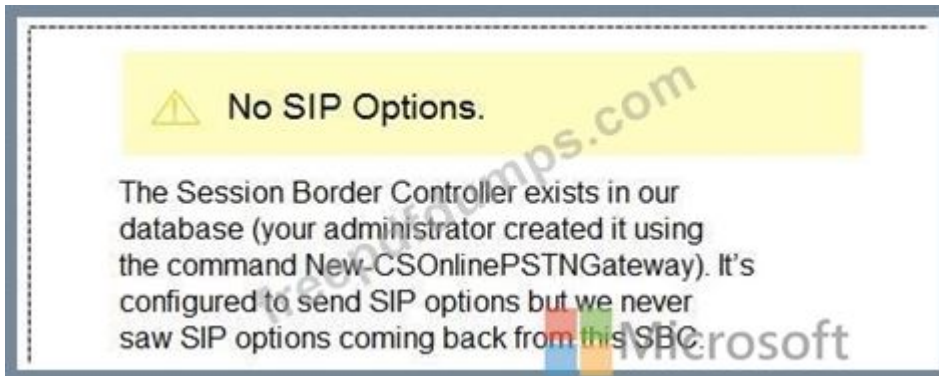 No SIP Options.
The Session Border Controller exists in our
database (your administrator created it using
the command New-CSOnlinePSTNGateway). It's
configured to send SIP options but we never
saw SIP options coming back from this SBC.
freepdfdumps.com
Microsoft